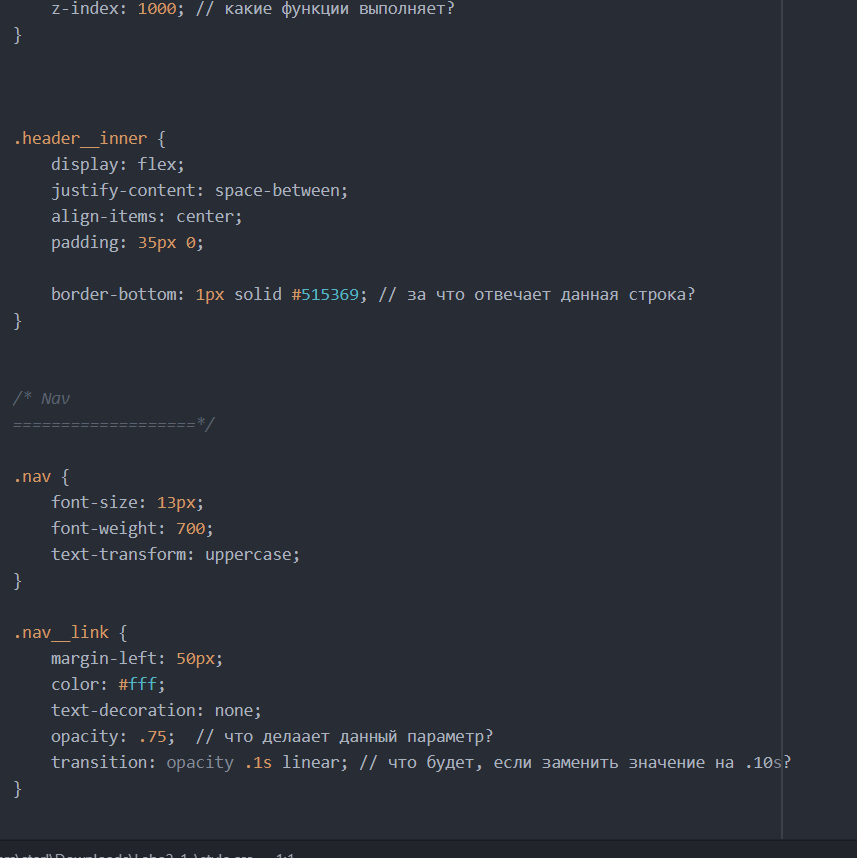 z-index: 1000; // какие функции выполняет?
}
.header__inner {
display: flex;
justify-content: space-between;
align-items: center;
padding: 35px 0;
border-bottom: 1px solid #515369; // за что отвечает данная строка?
}
/* Nav
===================*/
.nav {
font-size: 13px;
font-weight: 700;
text-transform: uppercase;
}
.nav__link {
margin-left: 50px;
color: #fff;
text-decoration: none;
opacity: .75; // что делаает данный параметр?
transition: opacity .1s linear; // что будет, если заменить значение на .10s?
}